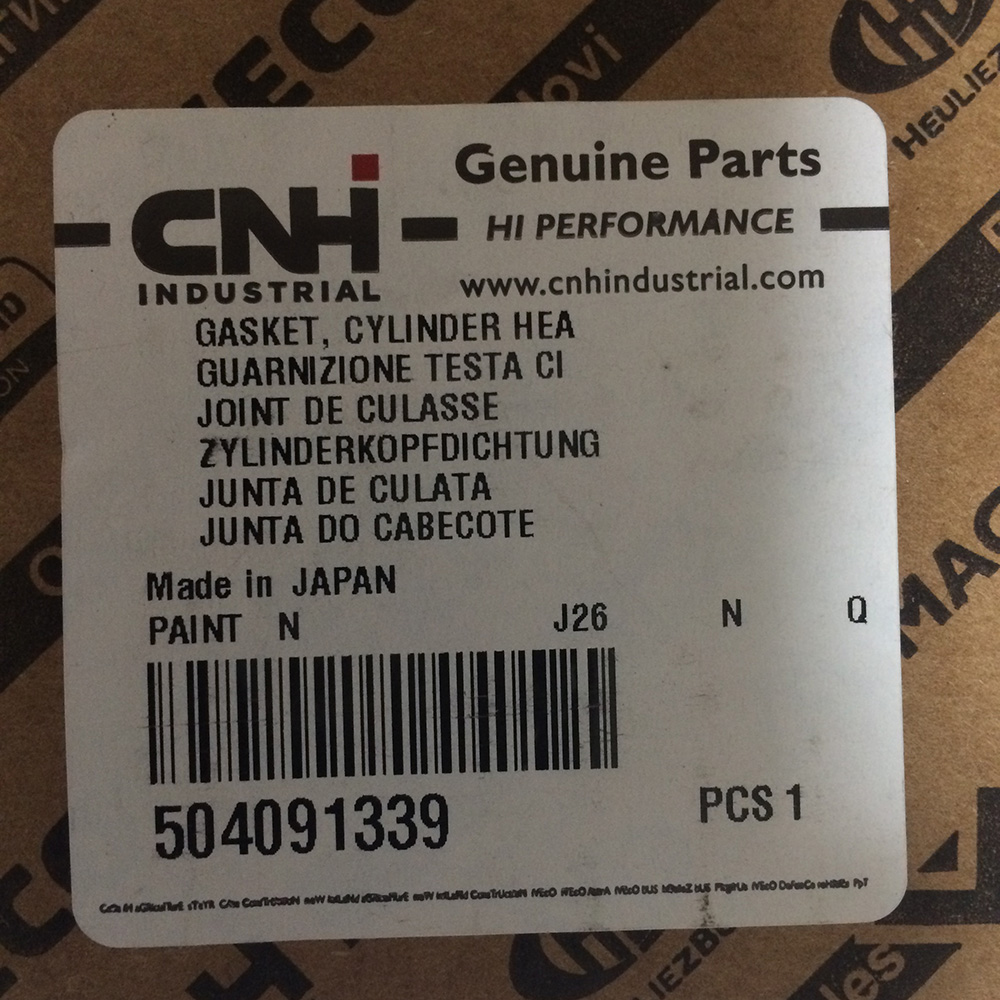 CNH
INDUSTRIAL
Genuine Parts
HI PERFORMANCE
www.cnhindustrial.com
GASKET, CYLINDER HEA
GUARNIZIONE TESTA CI
JOINT DE CULASSE
ZYLINDERKOPFDICHTUNG
JUNTA DE CULATA
JUNTA DO CABECOTE
Made in JAPAN
PAINT N J26 N Q
504091339
PCS 1
HEULIEZ
MAG